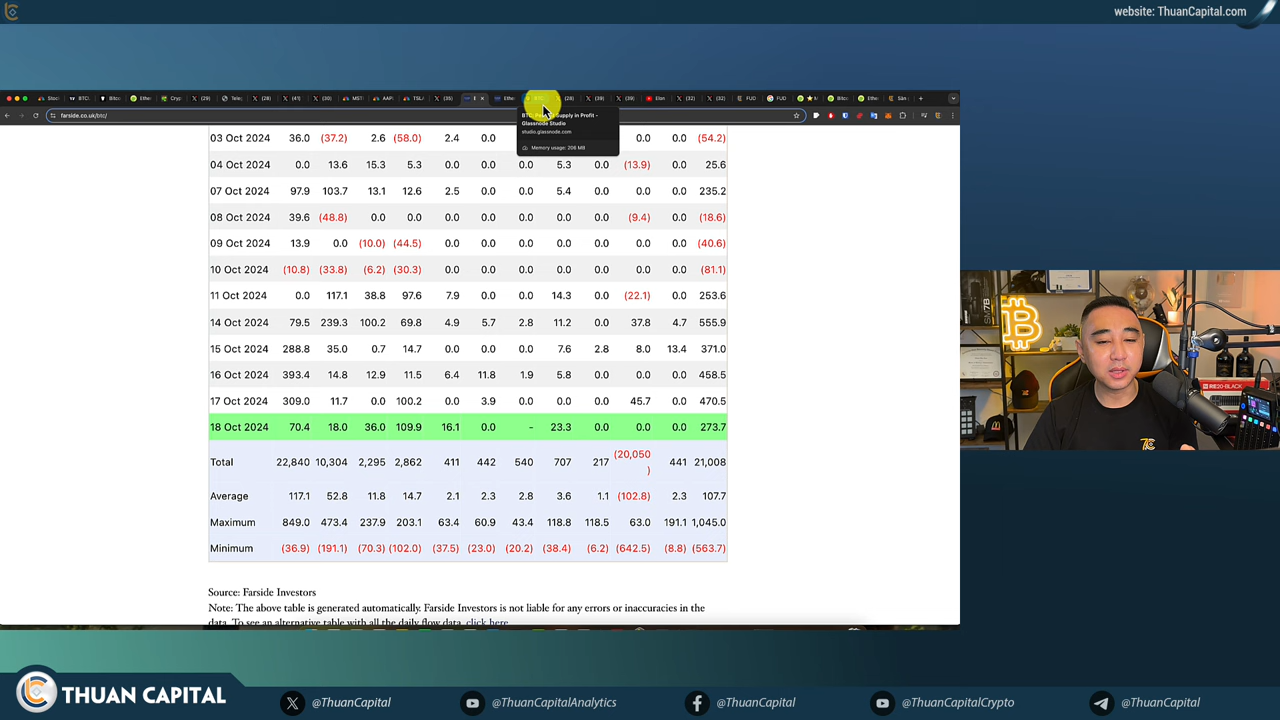 website: ThuanCapital.com
farside.co.uk/btc/
Glassnode Studio
studio.glassnode.com
Memory usage: 206 MB
03 Oct 2024 36.0 (37.2) 2.6 (58.0) 2.4 0.0 0.0 (54.2)
04 Oct 2024 0.0 13.6 15.3 5.3 0.0 0.0 0.0 5.3 0.0 (13.9) 0.0 25.6
07 Oct 2024 97.9 103.7 13.1 12.6 2.5 0.0 0.0 5.4 0.0 0.0 0.0 235.2
08 Oct 2024 39.6 (48.8) 0.0 0.0 0.0 0.0 0.0 0.0 0.0 (9.4) 0.0 (18.6)
09 Oct 2024 13.9 0.0 (10.0) (44.5) 0.0 0.0 0.0 0.0 0.0 0.0 0.0 (40.6)
10 Oct 2024 (10.8) (33.8) (6.2) (30.3) 0.0 0.0 0.0 0.0 0.0 0.0 0.0 (81.1)
11 Oct 2024 0.0 117.1 38.8 97.6 7.9 0.0 0.0 14.3 0.0 (22.1) 0.0 253.6
14 Oct 2024 79.5 239.3 100.2 69.8 4.9 5.7 2.8 11.2 0.0 37.8 4.7 555.9
15 Oct 2024 288.8 35.0 0.7 14.7 0.0 0.0 0.0 7.6 2.8 8.0 13.4 371.0
16 Oct 2024 393.4 14.8 12.9 11.5 6.4 11.8 1.9 5.8 0.0 0.0 0.0 458.5
17 Oct 2024 309.0 11.7 0.0 100.2 0.0 3.9 0.0 0.0 0.0 45.7 0.0 470.5
18 Oct 2024 70.4 18.0 36.0 109.9 16.1 0.0 - 23.3 0.0 0.0 0.0 273.7
Total 22,840 10,304 2,295 2,862 411 442 540 707 217 (20,050) 441 21,008
Average 117.1 52.8 11.8 14.7 2.1 2.3 2.8 3.6 1.1 (102.8) 2.3 107.7
Maximum 849.0 473.4 237.9 203.1 63.4 60.9 43.4 118.8 118.5 63.0 191.1 1,045.0
Minimum (36.9) (191.1) (70.3) (102.0) (37.5) (23.0) (20.2) (38.4) (6.2) (642.5) (8.8) (563.7)
Source: Farside Investors
Note: The above table is generated automatically. Farside Investors is not liable for any errors or inaccuracies in the
data. To see an alternative table with all the daily flow data, click here
THUAN CAPITAL
@ThuanCapital
@ThuanCapitalAnalytics
@ThuanCapital
@ThuanCapitalCrypto
@ThuanCapital